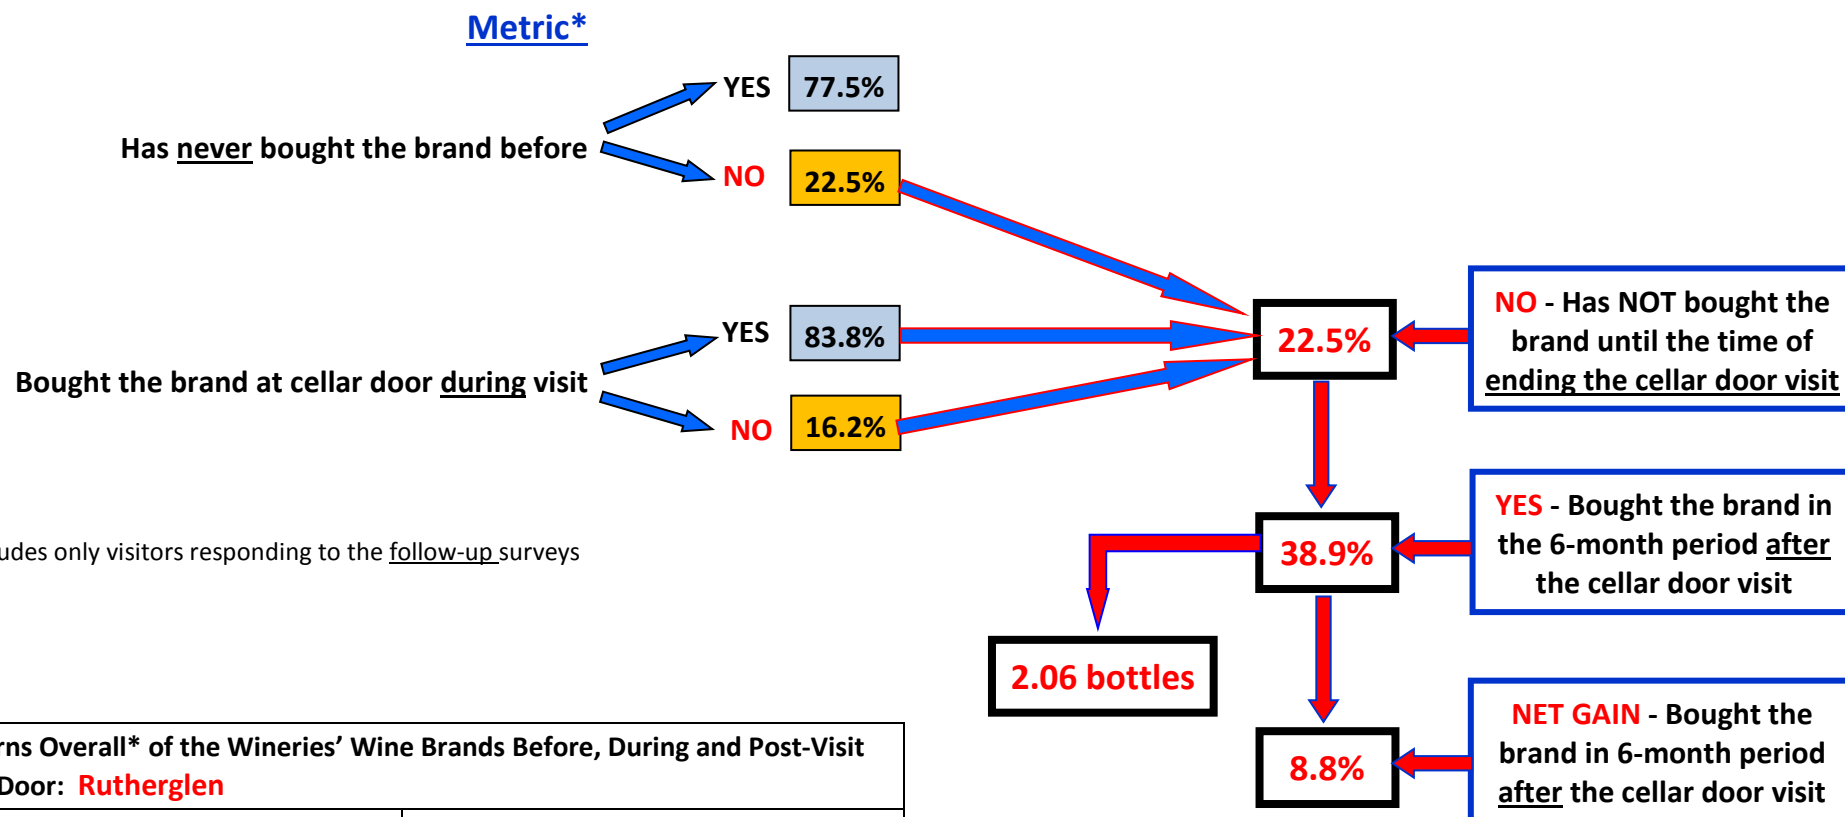 Metric*
YES 77.5%
Has never bought the brand before
NO 22.5%
YES 83.8%
Bought the brand at cellar door during visit
NO 16.2%
22.5%
NO - Has NOT bought the
brand until the time of
ending the cellar door visit
38.9%
YES - Bought the brand in
the 6-month period after
the cellar door visit
only visitors responding to the follow-up surveys
2.06 bottles
8.8%
NET GAIN - Bought the
brand in 6-month period
after the cellar door visit
Overall* of the Wineries' Wine Brands Before, During and Post-Visit
Door: Rutherglen